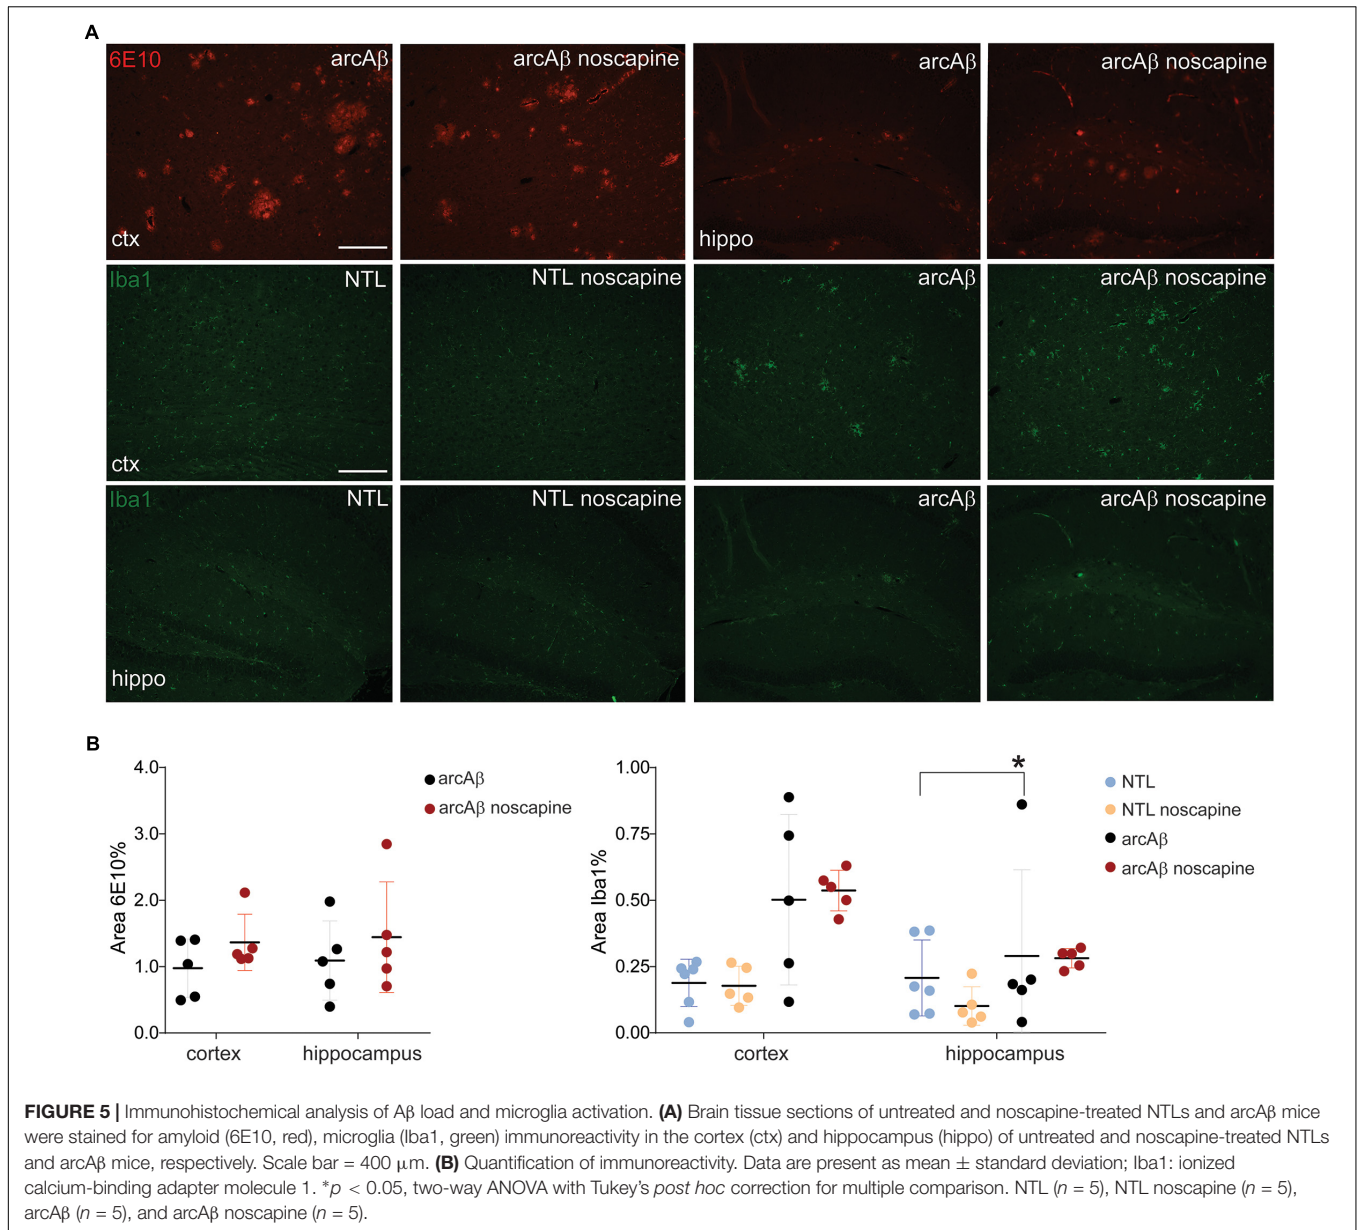 A
6E10 arcAβ
arcAβ noscapine
arcAβ
arcAβ noscapine
ctx
hippo
Iba1 NTL
NTL noscapine
arcAβ
arcAβ noscapine
ctx
Iba1 NTL
NTL noscapine
arcAβ
arcAβ noscapine
hippo
B
Area 6E10%
4.0
3.0
2.0
1.0
0.0
cortex hippocampus
arcAβ
arcAβ noscapine
Area Iba1%
1.00
0.75
0.50
0.25
0.00
cortex hippocampus
*
NTL
NTL noscapine
arcAβ
arcAβ noscapine
FIGURE 5 | Immunohistochemical analysis of Aβ load and microglia activation. (A) Brain tissue sections of untreated and noscapine-treated NTLs and arcAβ mice
were stained for amyloid (6E10, red), microglia (Iba1, green) immunoreactivity in the cortex (ctx) and hippocampus (hippo) of untreated and noscapine-treated NTLs
and arcAβ mice, respectively. Scale bar = 400 μm. (B) Quantification of immunoreactivity. Data are present as mean ± standard deviation; Iba1: ionized
calcium-binding adapter molecule 1. *p < 0.05, two-way ANOVA with Tukey's post hoc correction for multiple comparison. NTL (n = 5), NTL noscapine (n = 5),
arcAβ (n = 5), and arcAβ noscapine (n = 5).